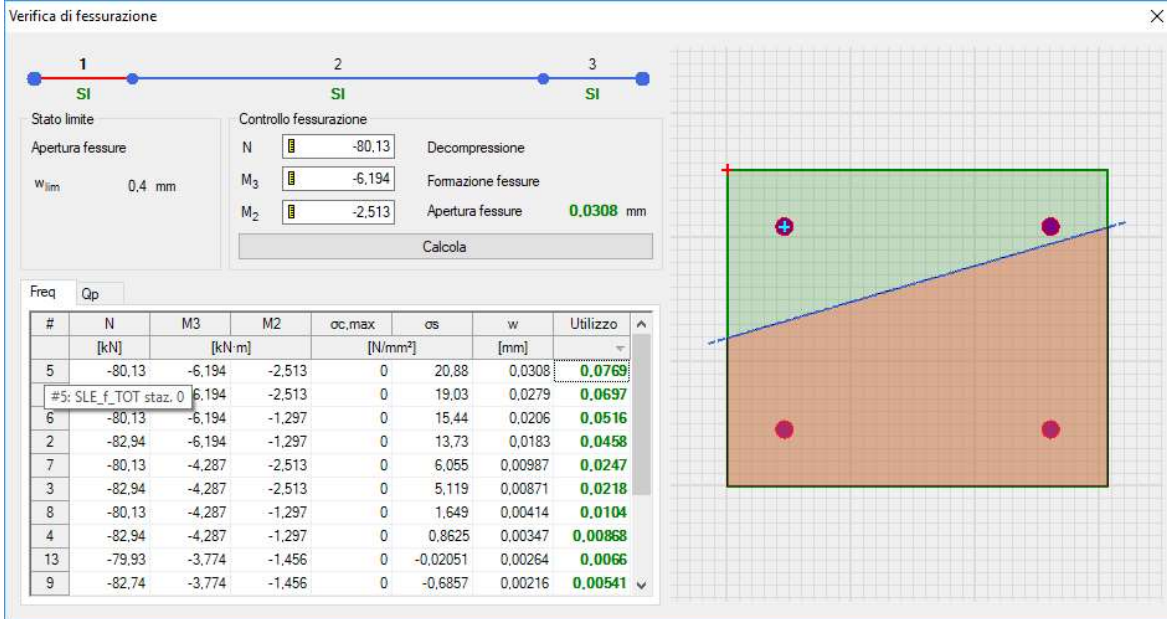 Verifica di fessurazione
1 2 3
SI SI SI
Stato limite
Apertura fessure
wlim 0,4 mm
Controllo fessurazione
N -80,13 Decompressione
M3 -6,194 Formazione fessure
M2 -2,513 Apertura fessure 0,0308 mm
Calcola
Freq Qp
# N M3 M2 σc,max σs w Utilizzo
[kN] [kN·m] [N/mm²] [mm]
5 -80,13 -6,194 -2,513 0 20,88 0,0308 0,0769
#5: SLE_f_TOT staz. 0 6,194 -2,513 0 19,03 0,0279 0,0697
6 -80,13 -6,194 -1,297 0 15,44 0,0206 0,0516
2 -82,94 -6,194 -1,297 0 13,73 0,0183 0,0458
7 -80,13 -4,287 -2,513 0 6,055 0,00987 0,0247
3 -82,94 -4,287 -2,513 0 5,119 0,00871 0,0218
8 -80,13 -4,287 -1,297 0 1,649 0,00414 0,0104
4 -82,94 -4,287 -1,297 0 0,8625 0,00347 0,00868
13 -79,93 -3,774 -1,456 0 -0,02051 0,00264 0,0066
9 -82,74 -3,774 -1,456 0 -0,6857 0,00216 0,00541